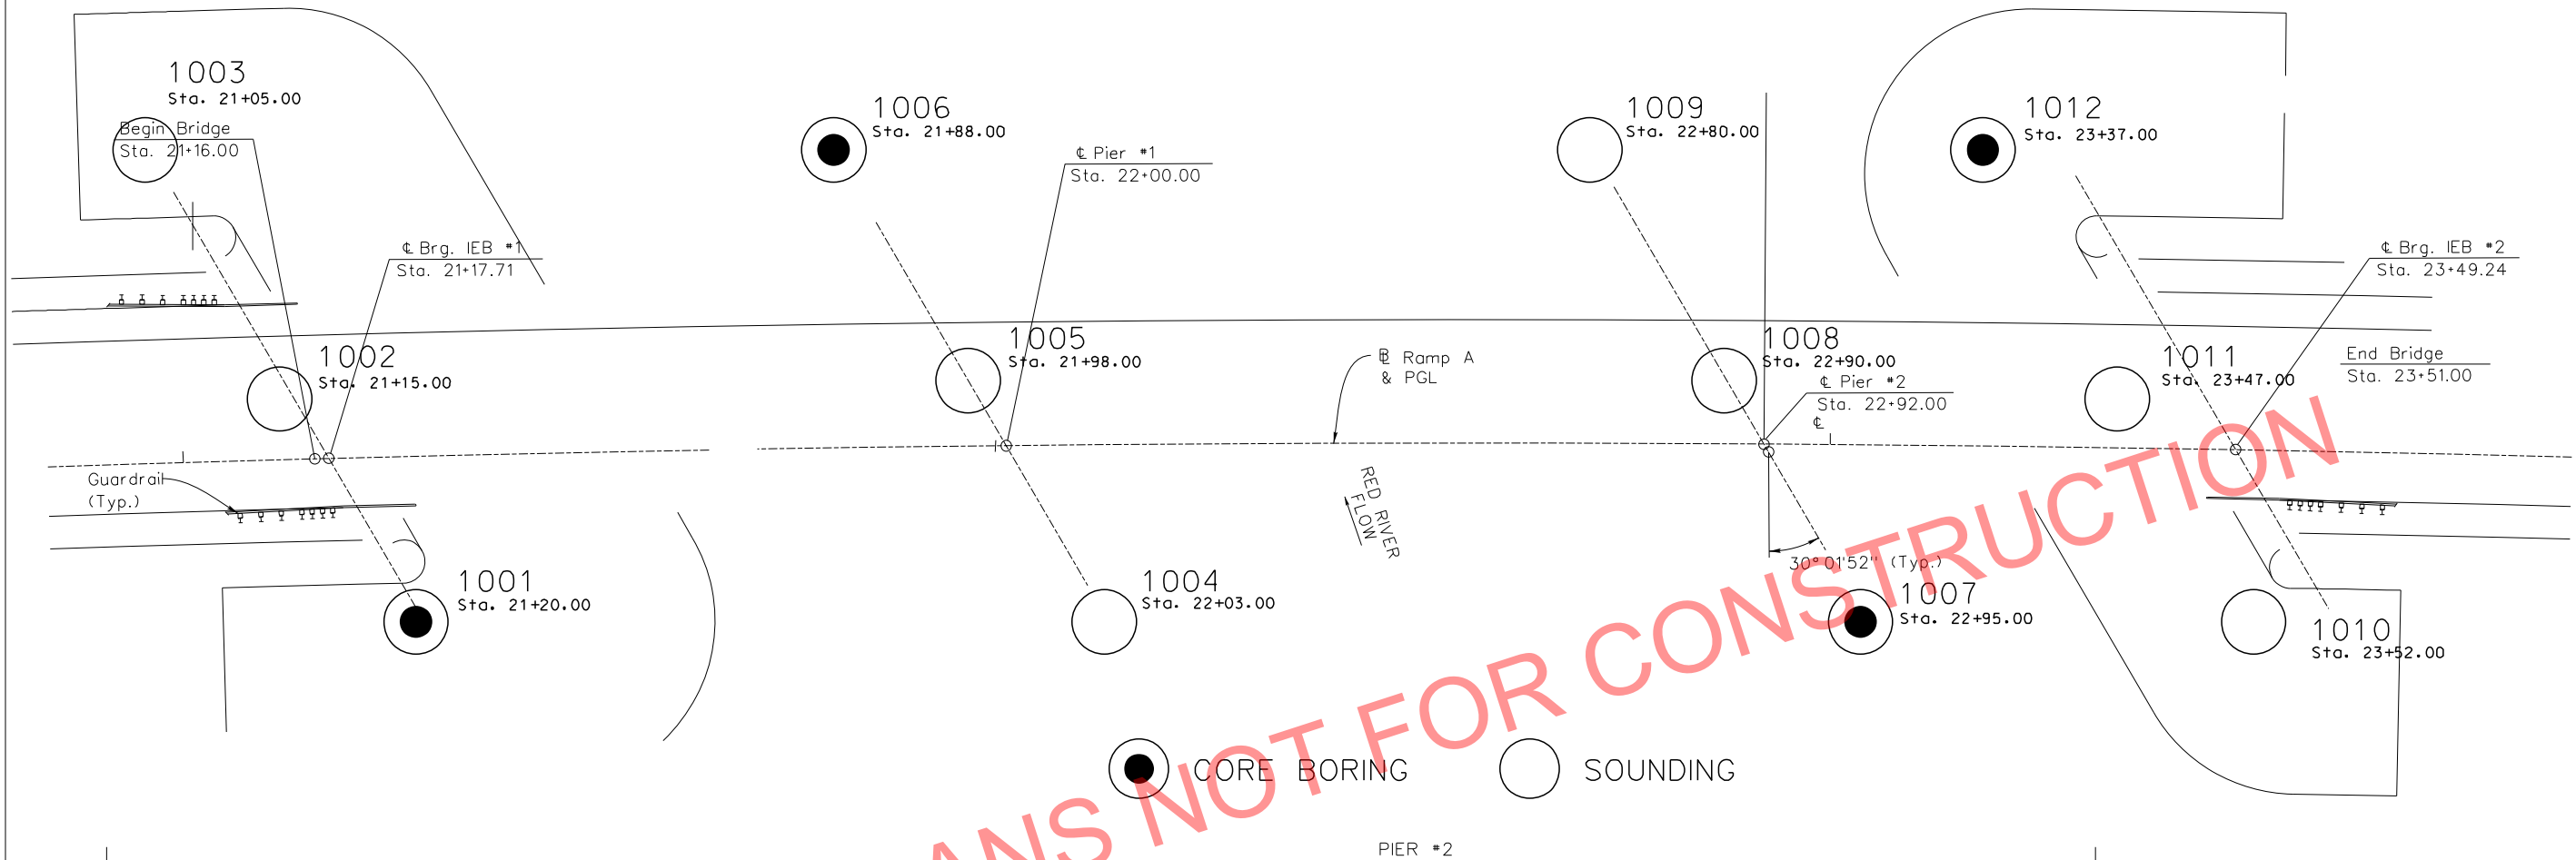 1003
Sta. 21+05.00
Begin Bridge
Sta. 21+16.00
1006
Sta. 21+88.00
℄ Pier #1
Sta. 22+00.00
1009
Sta. 22+80.00
1012
Sta. 23+37.00
℄ Brg. IEB #1
Sta. 21+17.71
℄ Brg. IEB #2
Sta. 23+49.24
1002
Sta. 21+15.00
1005
Sta. 21+98.00
℄ Ramp A
& PGL
1008
Sta. 22+90.00
℄ Pier #2
Sta. 22+92.00
℄
1011
Sta. 23+47.00
End Bridge
Sta. 23+51.00
Guardrail
(Typ.)
RED RIVER
FLOW
30°01'52" (Typ.)
1001
Sta. 21+20.00
1004
Sta. 22+03.00
1007
Sta. 22+95.00
1010
Sta. 23+52.00
CORE BORING
SOUNDING
NOT FOR CONSTRUCTION
PIER #2